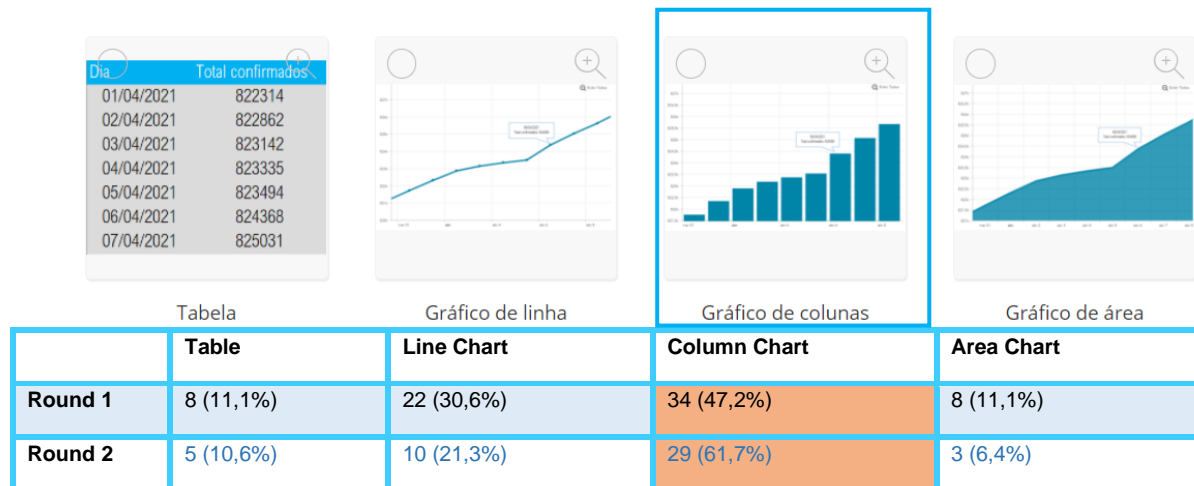 Dia Total confirmados
01/04/2021 822314
02/04/2021 822862
03/04/2021 823142
04/04/2021 823335
05/04/2021 823494
06/04/2021 824368
07/04/2021 825031
Tabela Gráfico de linha Gráfico de colunas Gráfico de área
Table Line Chart Column Chart Area Chart
Round 1 8 (11,1%) 22 (30,6%) 34 (47,2%) 8 (11,1%)
Round 2 5 (10,6%) 10 (21,3%) 29 (61,7%) 3 (6,4%)